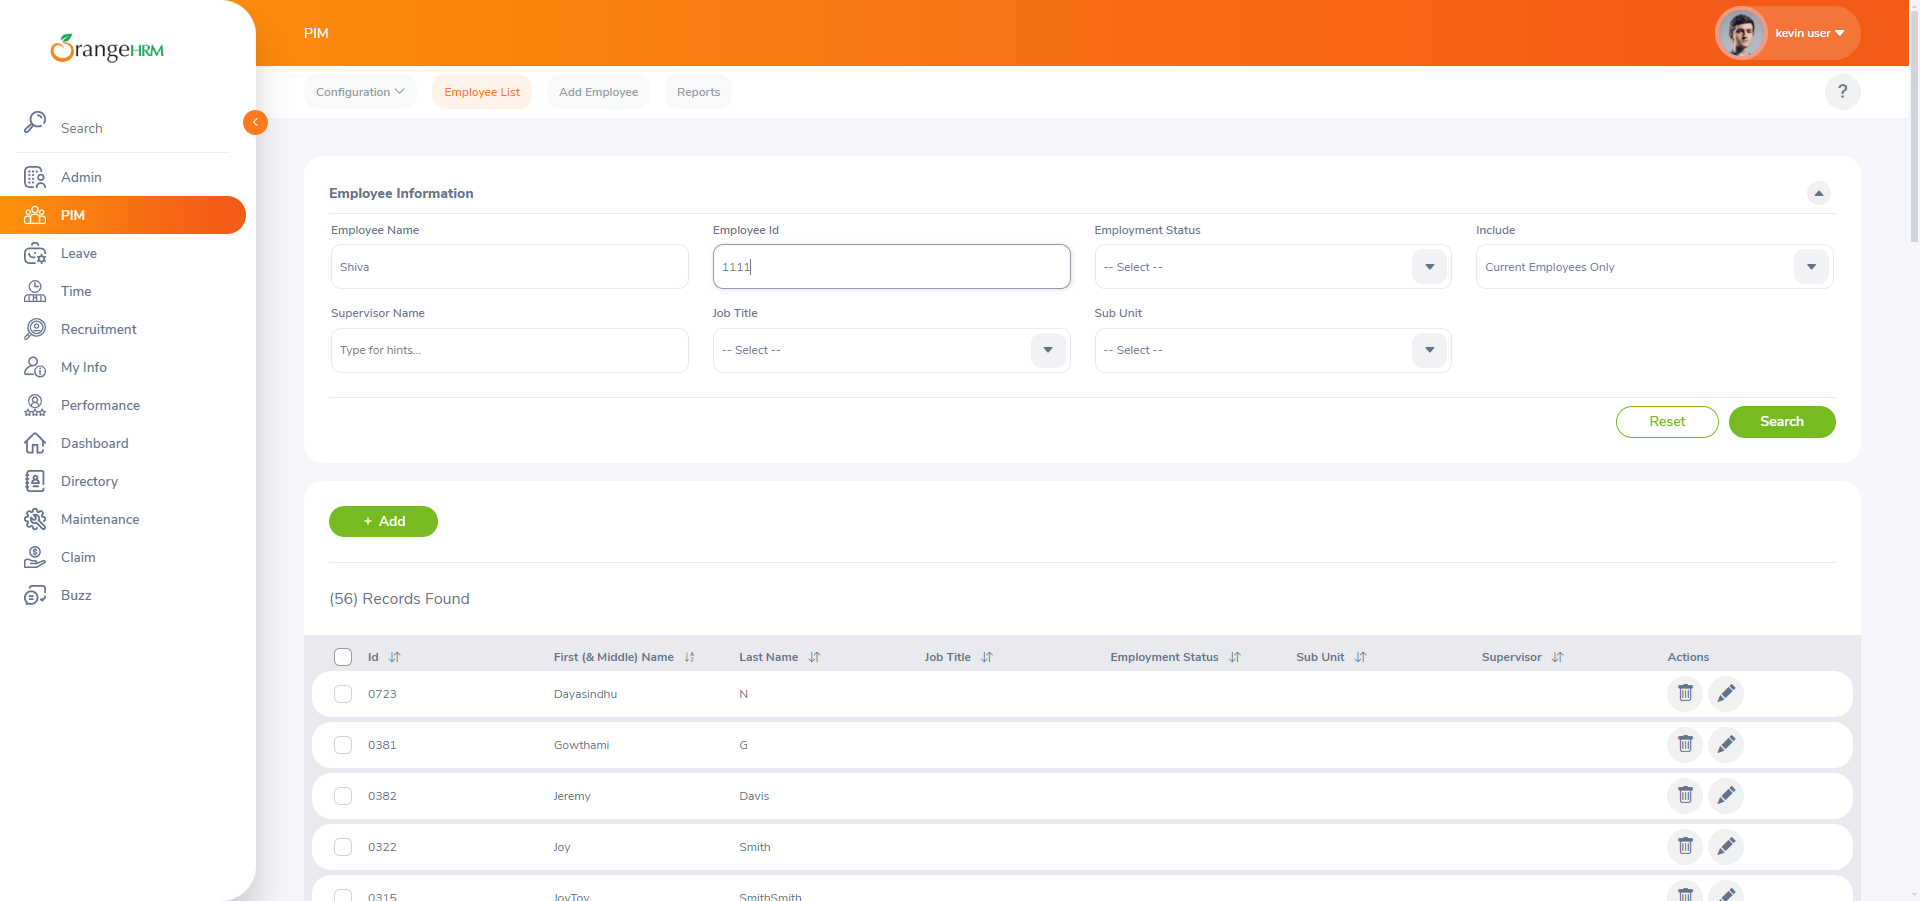 OrangeHRM
PIM
kevin user
Configuration
Employee List
Add Employee
Reports
?
Search
Admin
PIM
Leave
Time
Recruitment
My Info
Performance
Dashboard
Directory
Maintenance
Claim
Buzz
Employee Information
Employee Name
Employee Id
Employment Status
Include
Shiva
1111
-- Select --
Current Employees Only
Supervisor Name
Job Title
Sub Unit
Type for hints...
-- Select --
-- Select --
Reset
Search
+ Add
(56) Records Found
Id
First (& Middle) Name
Last Name
Job Title
Employment Status
Sub Unit
Supervisor
Actions
0723 Dayasindhu N
0381 Gowthami G
0382 Jeremy Davis
0322 Joy Smith
0315 JoyToy SmithSmith